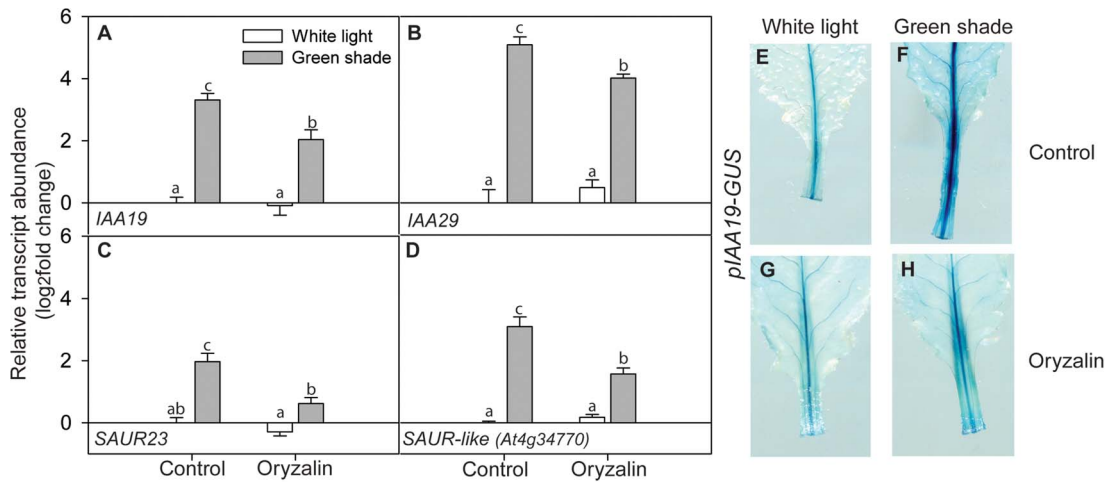 Relative transcript abundance
(log2fold change)
6
4
2
0
6
4
2
0
A
White light
Green shade
a
c
a
b
IAA19
B
a
c
a
b
IAA29
C
ab
c
a
b
SAUR23
D
a
c
a
b
SAUR-like (At4g34770)
Control
Oryzalin
Control
Oryzalin
White light
Green shade
pIAA19-GUS
E
F
Control
G
H
Oryzalin